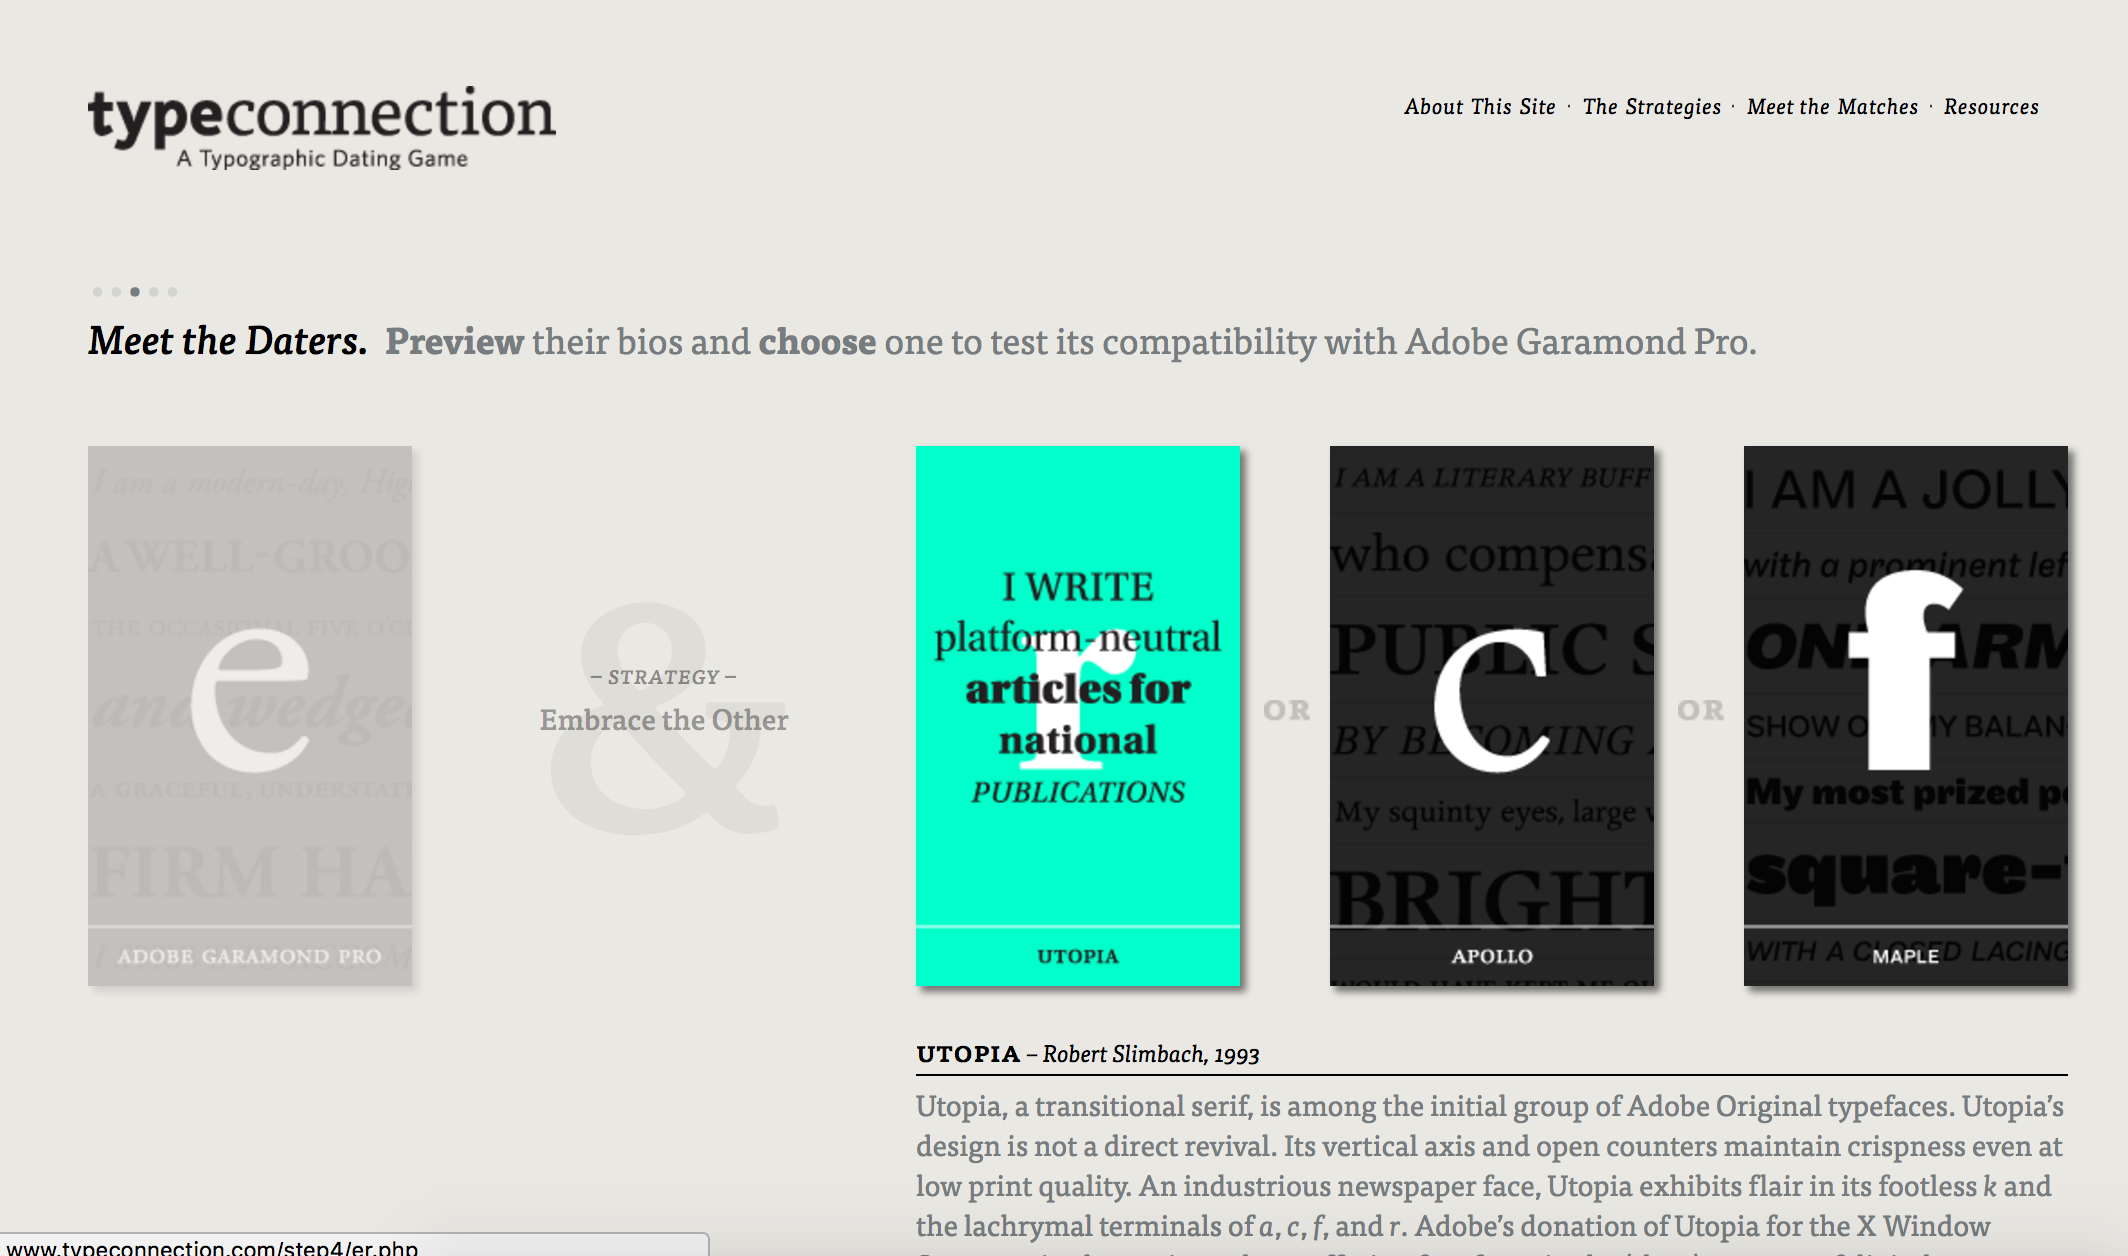 typeconnection
A Typographic Dating Game
About This Site · The Strategies · Meet the Matches · Resources
Meet the Daters. Preview their bios and choose one to test its compatibility with Adobe Garamond Pro.
I am a modern-day, Hig
A WELL-GROO
THE OCCASIONAL FIVE O'CL
and wedge
A GRACEFUL, UNDERSTAT
FIRM HA
e
ADOBE GARAMOND PRO
&
– STRATEGY –
Embrace the Other
r
I WRITE
platform-neutral
articles for
national
PUBLICATIONS
UTOPIA
OR
I AM A LITERARY BUFF
who compens
PUBLIC S
BY BECOMING
My squinty eyes, large
BRIGHT
c
APOLLO
OR
I AM A JOLLY
with a prominent lef
ONE ARM
SHOW O MY BALAN
My most prized p
square-
WITH A CLOSED LACING
f
MAPLE
UTOPIA – Robert Slimbach, 1993
Utopia, a transitional serif, is among the initial group of Adobe Original typefaces. Utopia's
design is not a direct revival. Its vertical axis and open counters maintain crispness even at
low print quality. An industrious newspaper face, Utopia exhibits flair in its footless k and
the lachrymal terminals of a, c, f, and r. Adobe's donation of Utopia for the X Window
www.typeconnection.com/step4/er.php